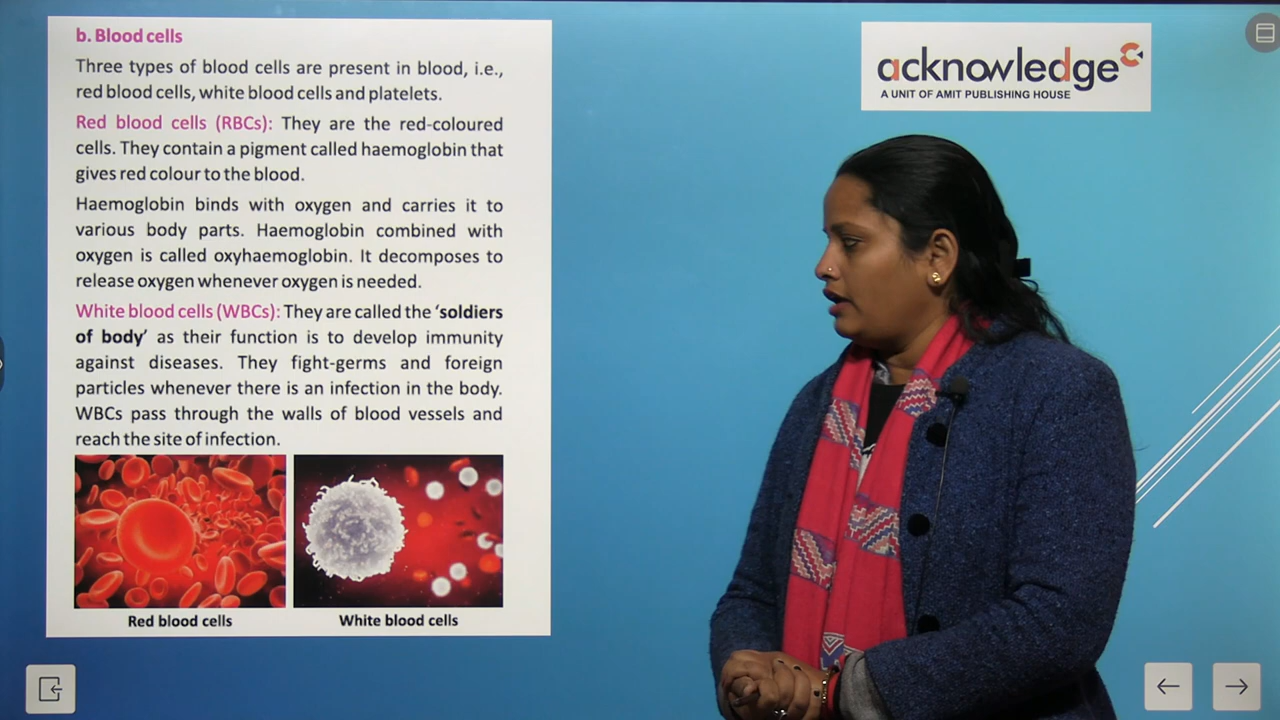 b. Blood cells
Three types of blood cells are present in blood, i.e.,
red blood cells, white blood cells and platelets.
Red blood cells (RBCs): They are the red-coloured
cells. They contain a pigment called haemoglobin that
gives red colour to the blood.
Haemoglobin binds with oxygen and carries it to
various body parts. Haemoglobin combined with
oxygen is called oxyhaemoglobin. It decomposes to
release oxygen whenever oxygen is needed.
White blood cells (WBCs): They are called the ‘soldiers
of body’ as their function is to develop immunity
against diseases. They fight-germs and foreign
particles whenever there is an infection in the body.
WBCs pass through the walls of blood vessels and
reach the site of infection.
Red blood cells
White blood cells
acknowledge
A UNIT OF AMIT PUBLISHING HOUSE